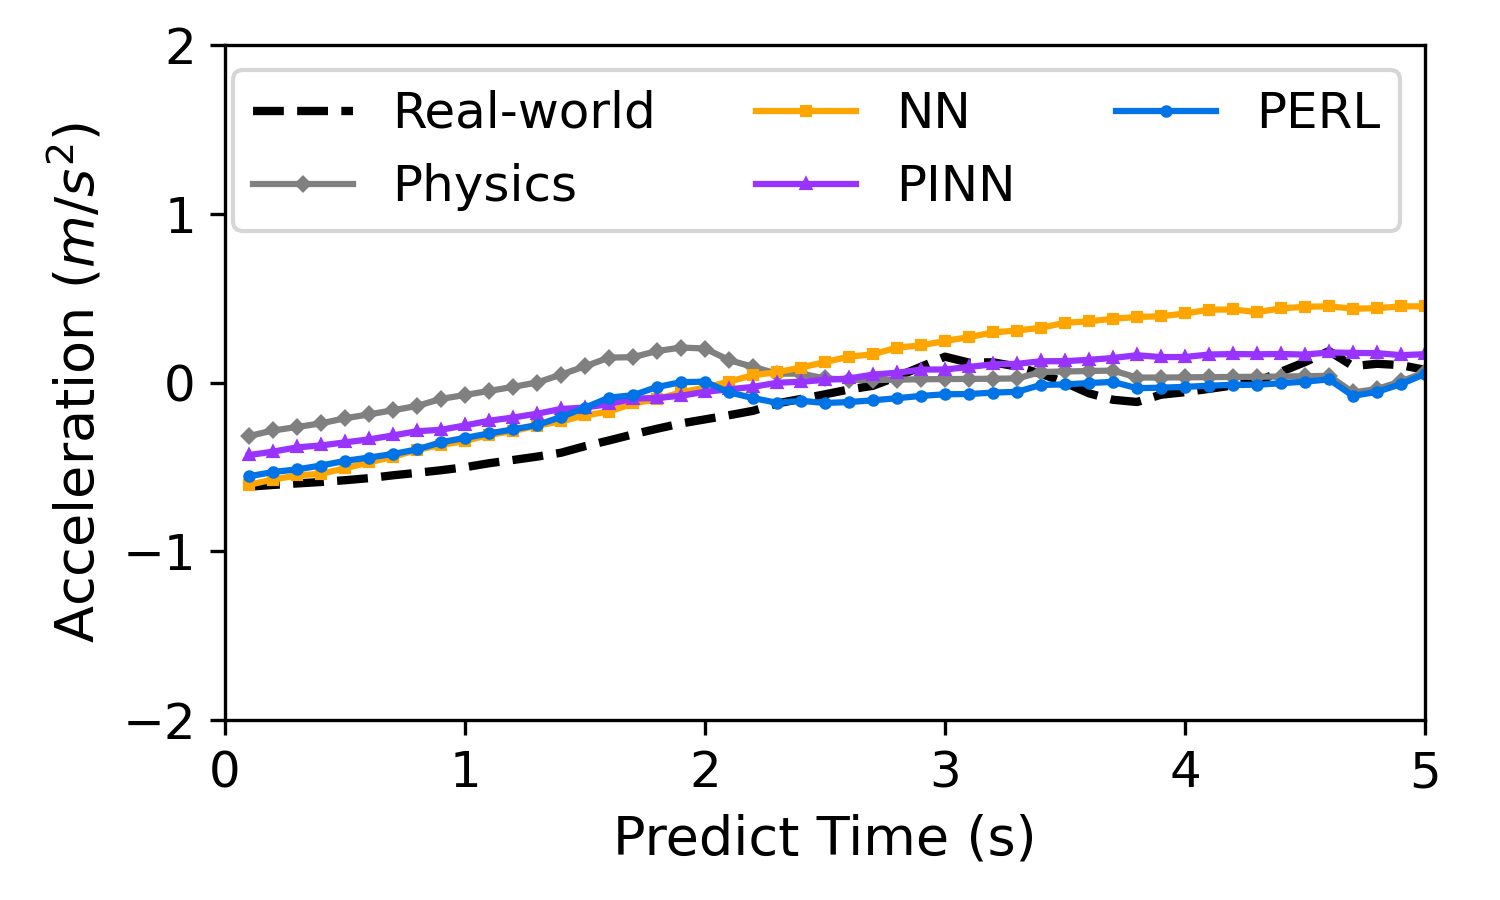 Real-world
NN
PERL
Physics
PINN
2
1
0
−1
−2
Acceleration (m/s²)
0
1
2
3
4
5
Predict Time (s)